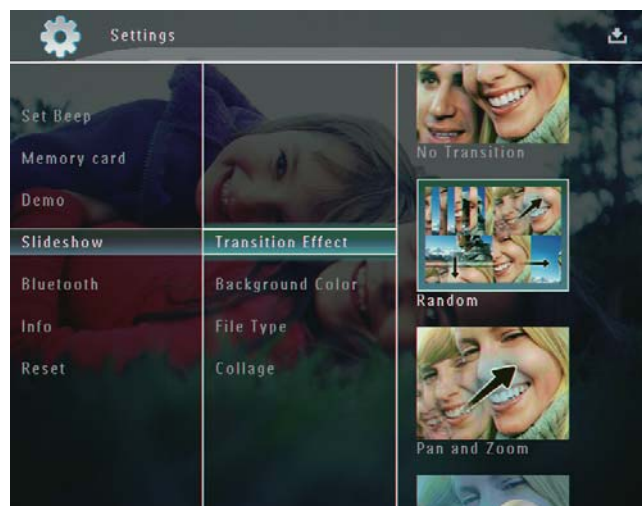 Settings
Set Beep
Memory card
Demo
Slideshow
Bluetooth
Info
Reset
Transition Effect
Background Color
File Type
Collage
No Transition
Random
Pan and Zoom